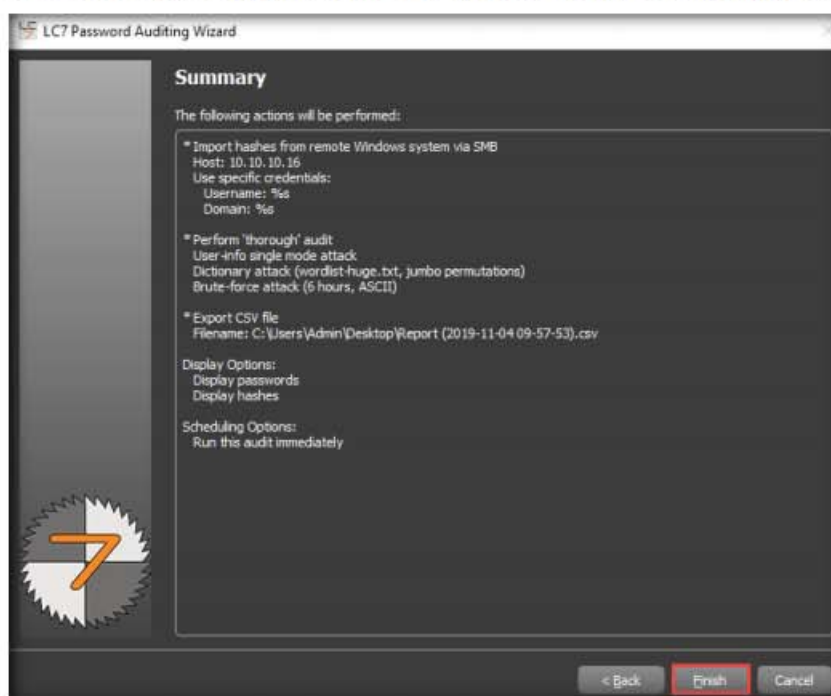 LC7 Password Auditing Wizard
Summary
The following actions will be performed:
* Import hashes from remote Windows system via SMB
Host: 10.10.10.16
Use specific credentials:
Username: %s
Domain: %s
* Perform 'thorough' audit
User-info single mode attack
Dictionary attack (wordlist-huge.txt, jumbo permutations)
Brute-force attack (6 hours, ASCII)
* Export CSV file
Filename: C:\Users\Admin\Desktop\Report (2019-11-04 09-57-53).csv
Display Options:
Display passwords
Display hashes
Scheduling Options:
Run this audit immediately
7
< Back
Finish
Cancel